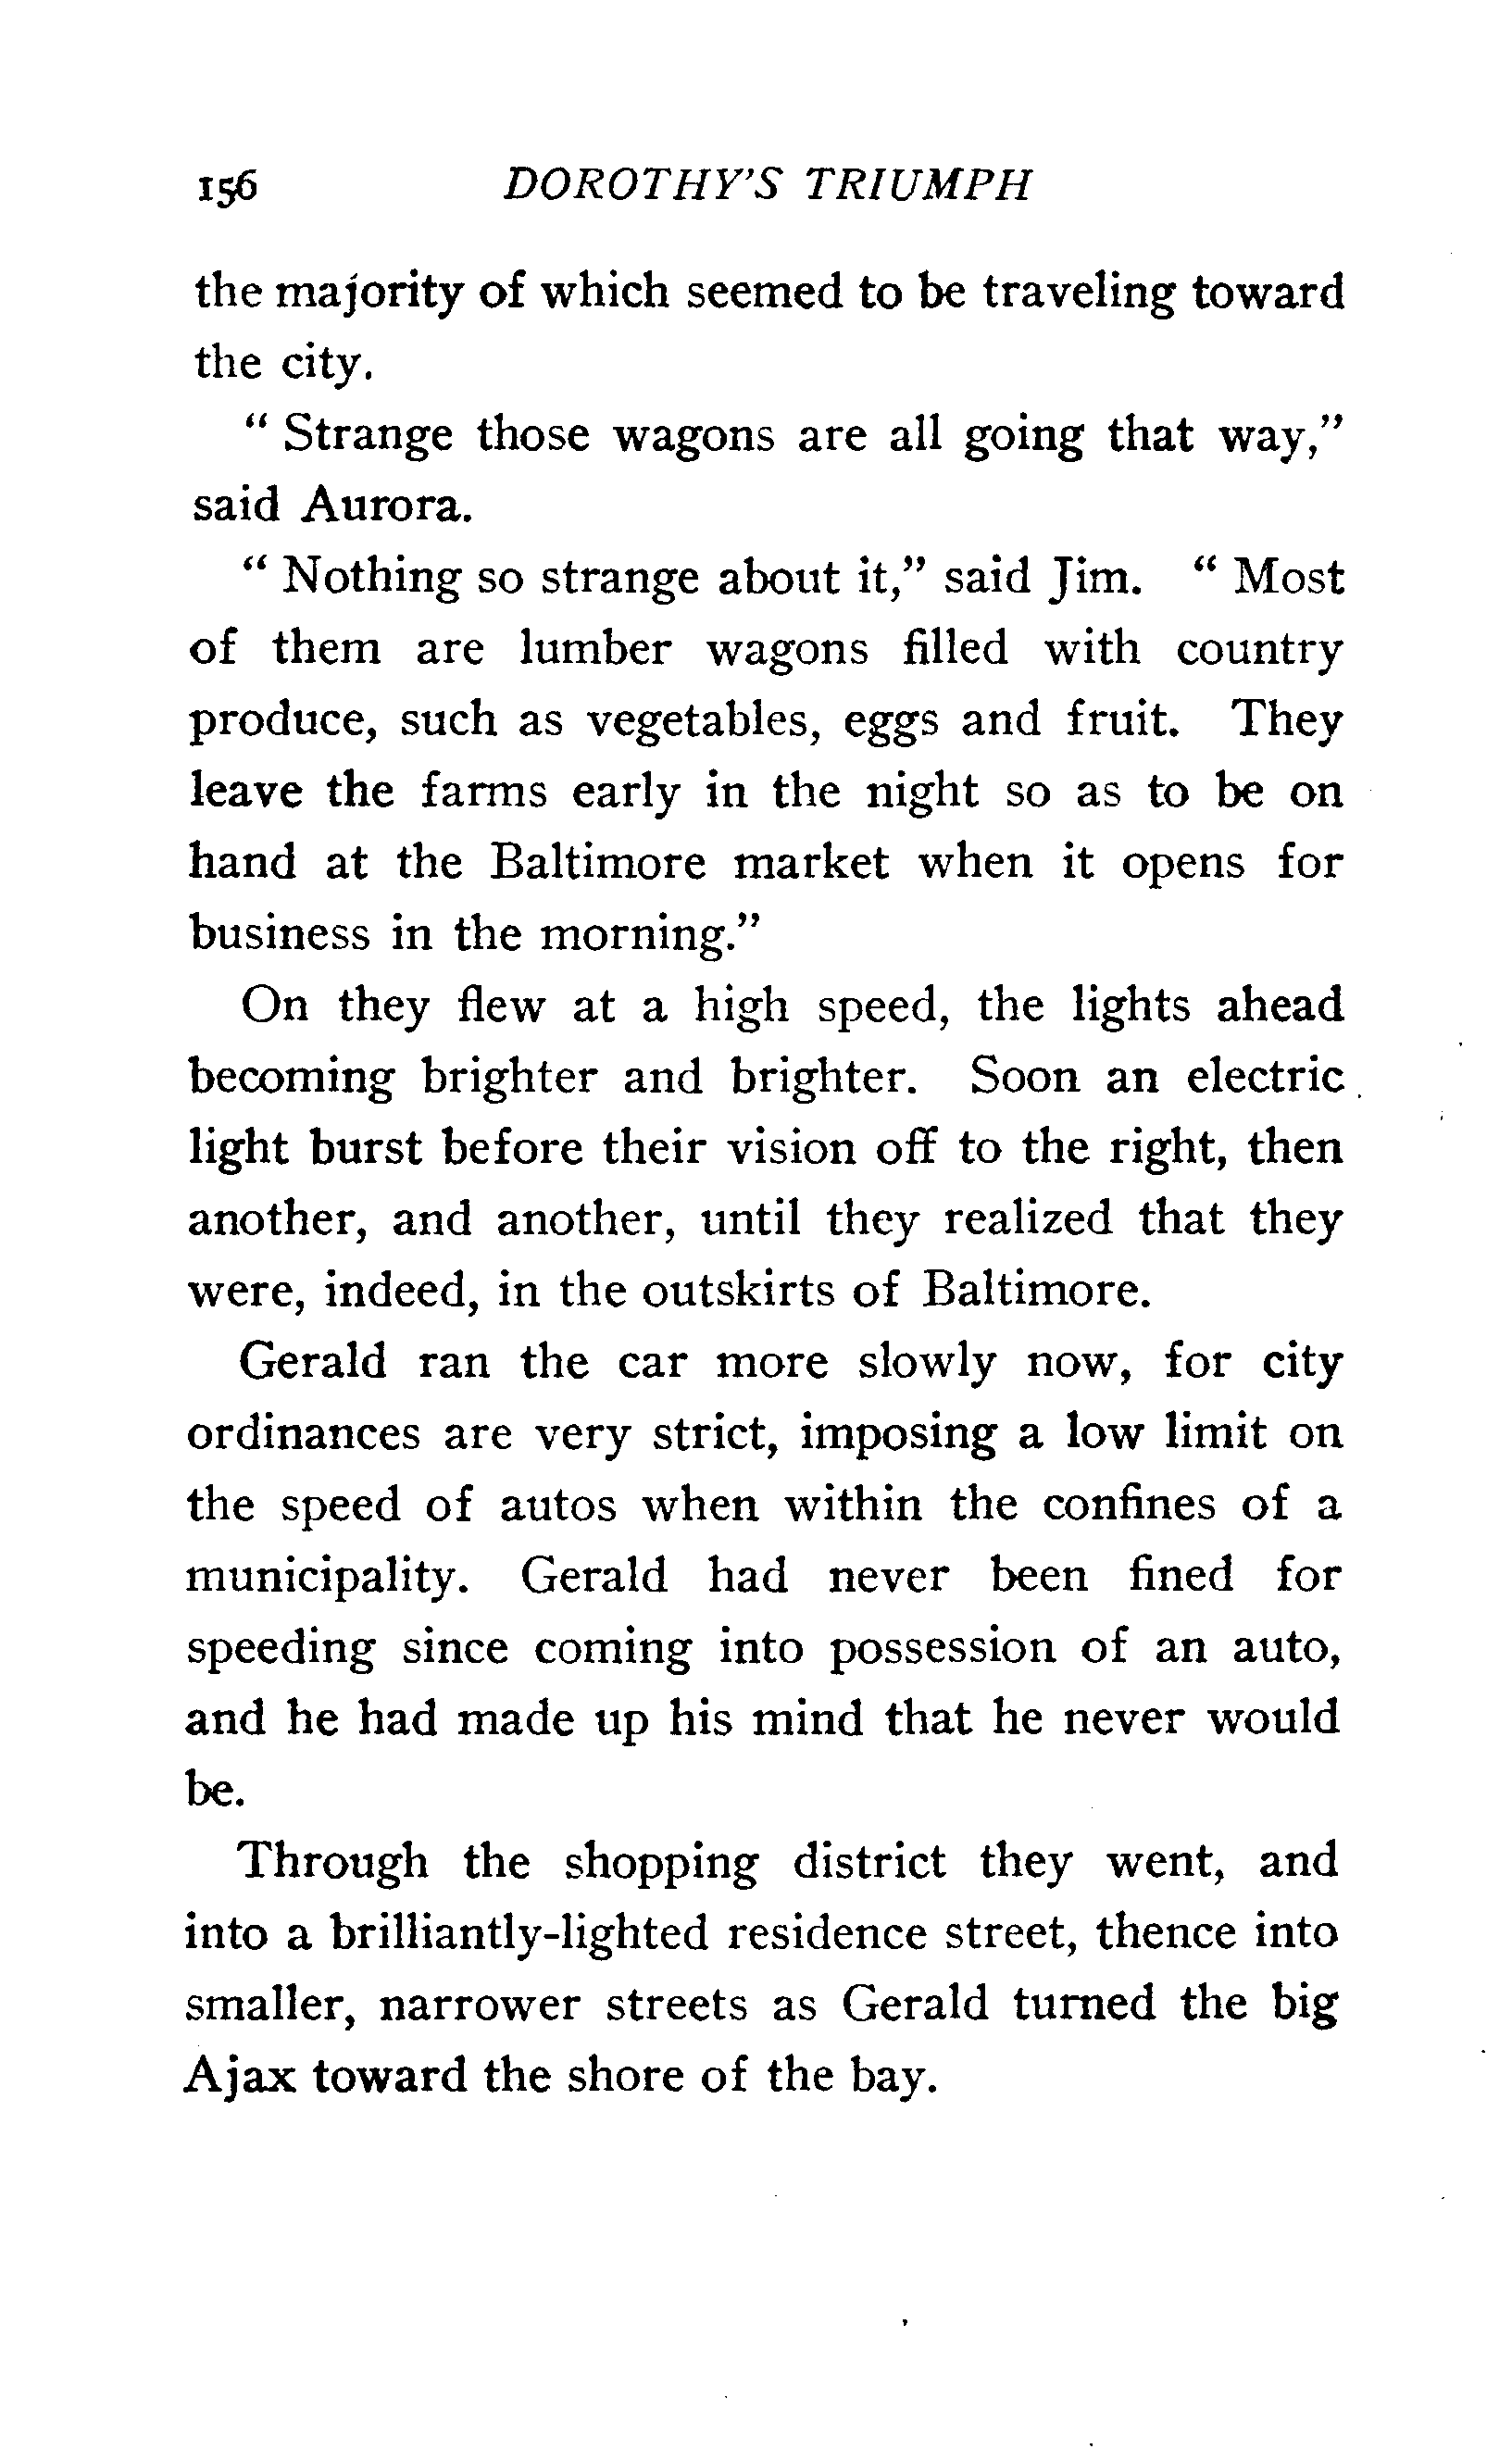 156 DOROTHY'S TRIUMPH
the majority of which seemed to be traveling toward
the city.
" Strange those wagons are all going that way,"
said Aurora.
" Nothing so strange about it," said Jim. " Most
of them are lumber wagons filled with country
produce, such as vegetables, eggs and fruit. They
leave the farms early in the night so as to be on
hand at the Baltimore market when it opens for
business in the morning."
On they flew at a high speed, the lights ahead
becoming brighter and brighter. Soon an electric
light burst before their vision off to the right, then
another, and another, until they realized that they
were, indeed, in the outskirts of Baltimore.
Gerald ran the car more slowly now, for city
ordinances are very strict, imposing a low limit on
the speed of autos when within the confines of a
municipality. Gerald had never been fined for
speeding since coming into possession of an auto,
and he had made up his mind that he never would
be.
Through the shopping district they went, and
into a brilliantly-lighted residence street, thence into
smaller, narrower streets as Gerald turned the big
Ajax toward the shore of the bay.